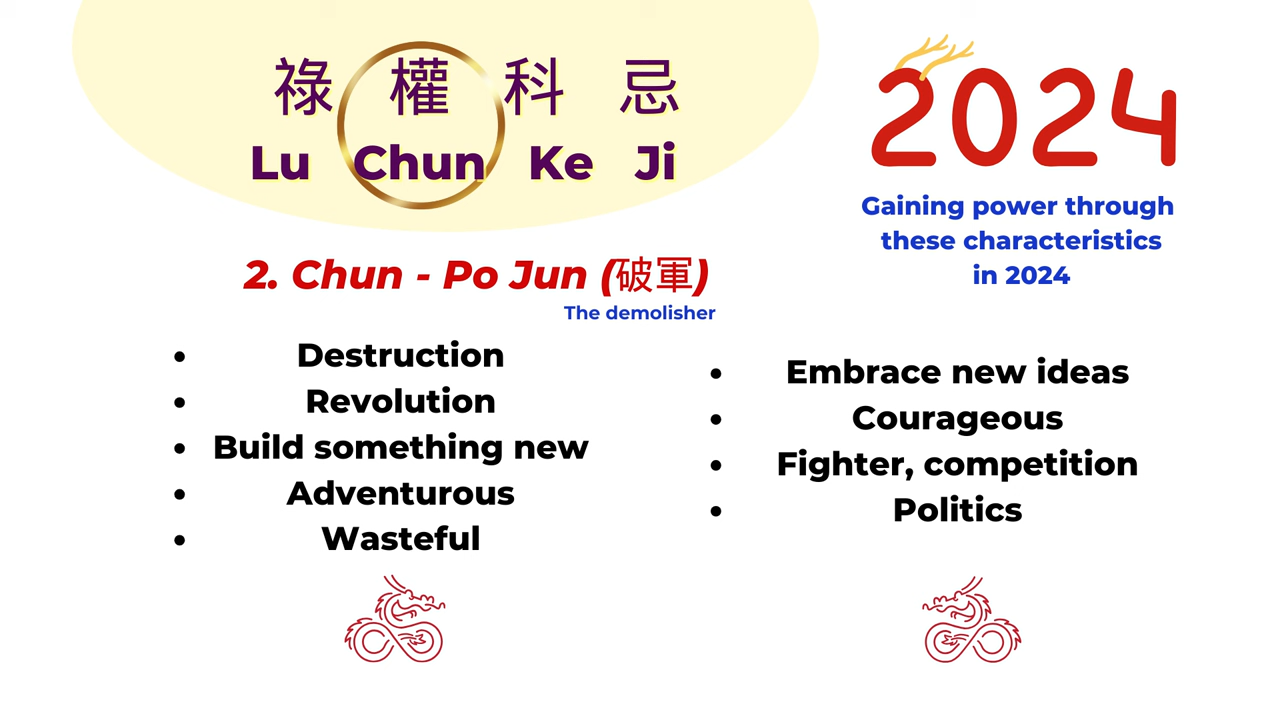 祿 權 科 忌
Lu Chun Ke Ji
2024
Gaining power through
these characteristics
in 2024
2. Chun - Po Jun (破軍)
The demolisher
• Destruction
• Revolution
• Build something new
• Adventurous
• Wasteful
• Embrace new ideas
• Courageous
• Fighter, competition
• Politics